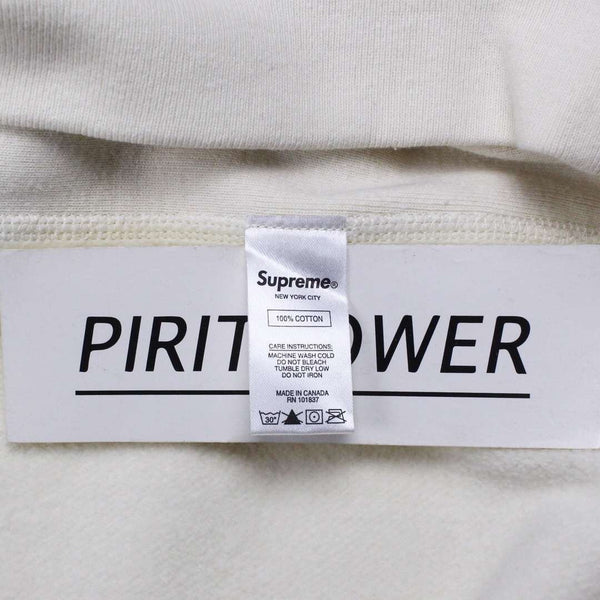 Supreme®
NEW YORK CITY
100% COTTON
PIRIT OWER
CARE INSTRUCTIONS:
MACHINE WASH COLD
DO NOT BLEACH
TUMBLE DRY LOW
DO NOT IRON
MADE IN CANADA
RN 101837
30°